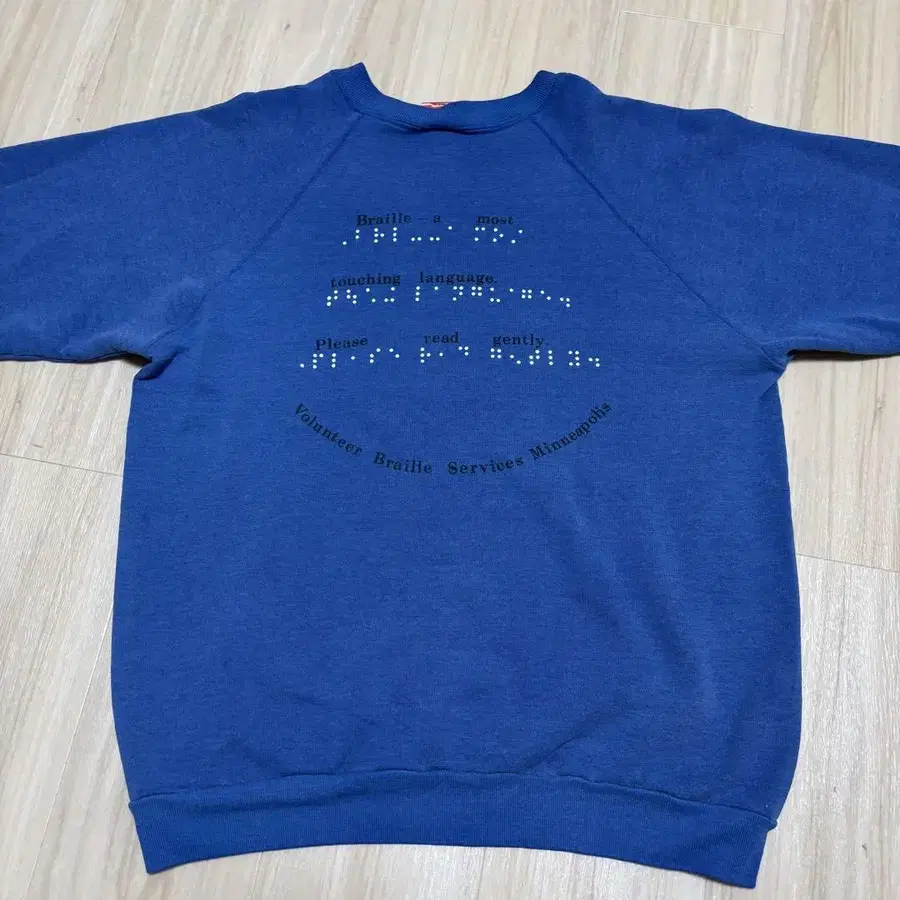 Braille - a most
touching language.
Please read gently.
Volunteer Braille Services Minneapolis